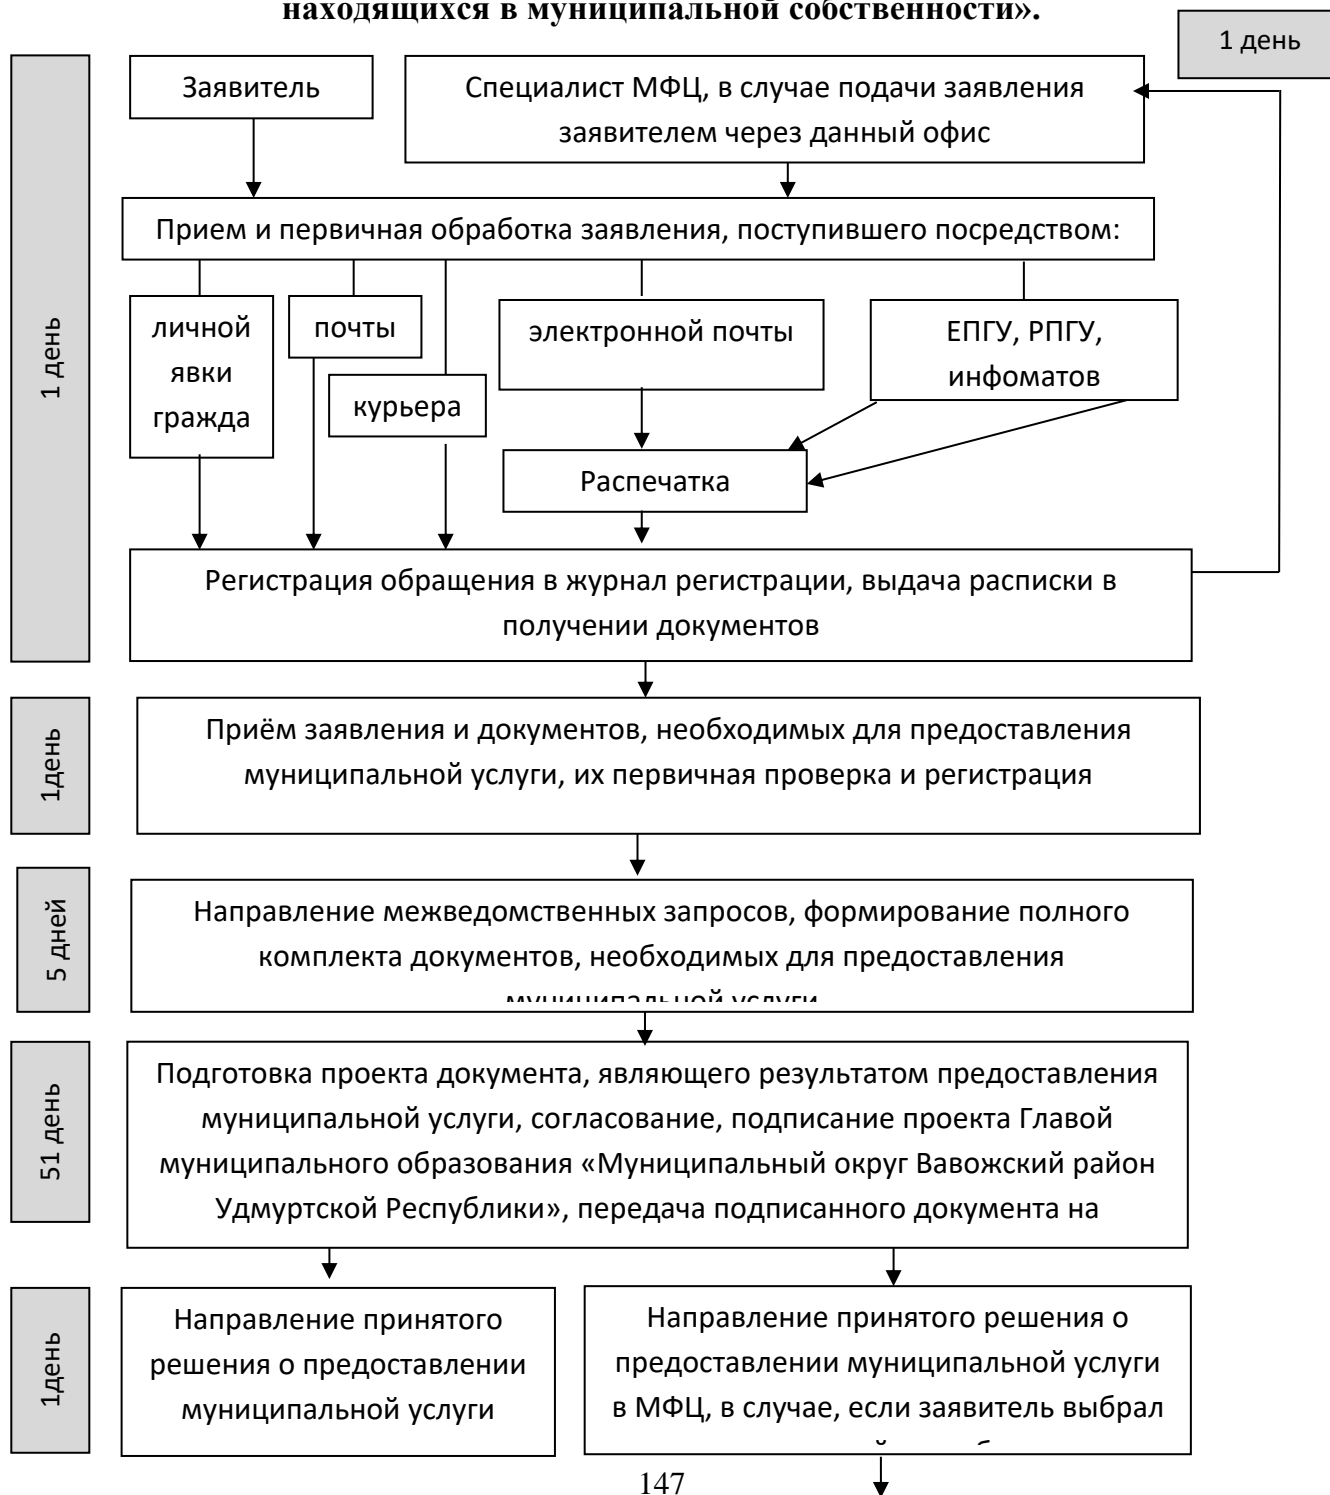 находящихся в муниципальной собственности».
1 день
Заявитель
Специалист МФЦ, в случае подачи заявления
заявителем через данный офис
Прием и первичная обработка заявления, поступившего посредством:
1 день
личной
явки
гражда
почты
курьера
электронной почты
ЕПГУ, РПГУ,
инфоматов
Распечатка
Регистрация обращения в журнал регистрации, выдача расписки в
получении документов
1день
Приём заявления и документов, необходимых для предоставления
муниципальной услуги, их первичная проверка и регистрация
5 дней
Направление межведомственных запросов, формирование полного
комплекта документов, необходимых для предоставления
муниципальной услуги
51 день
Подготовка проекта документа, являющего результатом предоставления
муниципальной услуги, согласование, подписание проекта Главой
муниципального образования «Муниципальный округ Вавожский район
Удмуртской Республики», передача подписанного документа на
1день
Направление принятого
решения о предоставлении
муниципальной услуги
Направление принятого решения о
предоставлении муниципальной услуги
в МФЦ, в случае, если заявитель выбрал
147